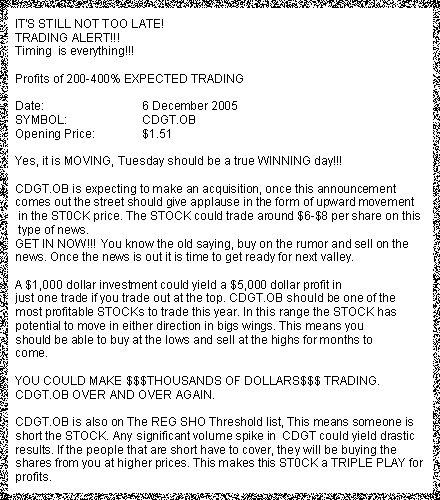 IT'S STILL NOT TOO LATE!
TRADING ALERT!!!
Timing is everything!!!
Profits of 200-400% EXPECTED TRADING
Date: 6 December 2005
SYMBOL: CDGT.OB
Opening Price: $1.51
Yes, it is MOVING, Tuesday should be a true WINNING day!!!
CDGT.OB is expecting to make an acquisition, once this announcement
comes out the street should give applause in the form of upward movement
in the ST0CK price. The STOCK could trade around $6-$8 per share on this
type of news.
GET IN NOW!!! You know the old saying, buy on the rumor and sell on the
news. Once the news is out it is time to get ready for next valley.
A $1,000 dollar investment could yield a $5,000 dollar profit in
just one trade if you trade out at the top. CDGT.OB should be one of the
most profitable STOCKs to trade this year. In this range the STOCK has
potential to move in either direction in bigs wings. This means you
should be able to buy at the lows and sell at the highs for months to
come.
YOU COULD MAKE $$$THOUSANDS OF DOLLARS$$$ TRADING.
CDGT.OB OVER AND OVER AGAIN.
CDGT.OB is also on The REG SHO Threshold list, This means someone is
short the STOCK. Any significant volume spike in CDGT could yield drastic
results. If the people that are short have to cover, they will be buying the
shares from you at higher prices. This makes this ST0CK a TRIPLE PLAY for
profits.